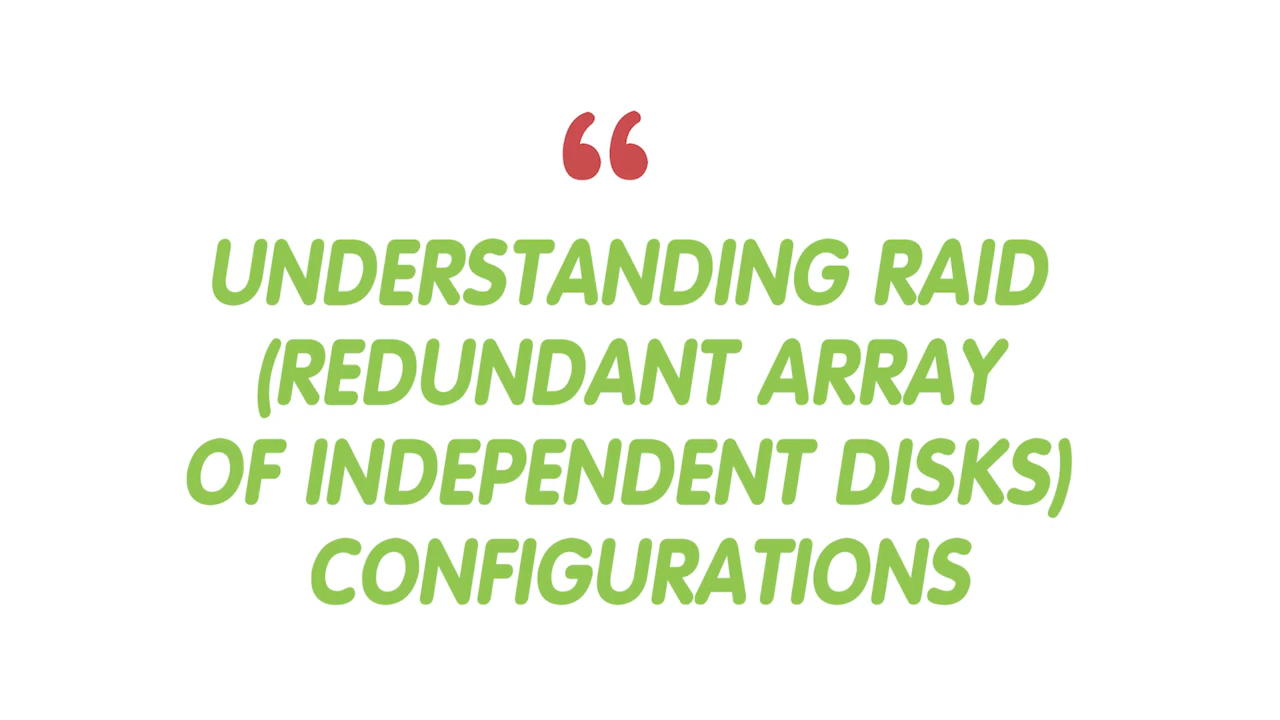 “
UNDERSTANDING RAID
(REDUNDANT ARRAY
OF INDEPENDENT DISKS)
CONFIGURATIONS